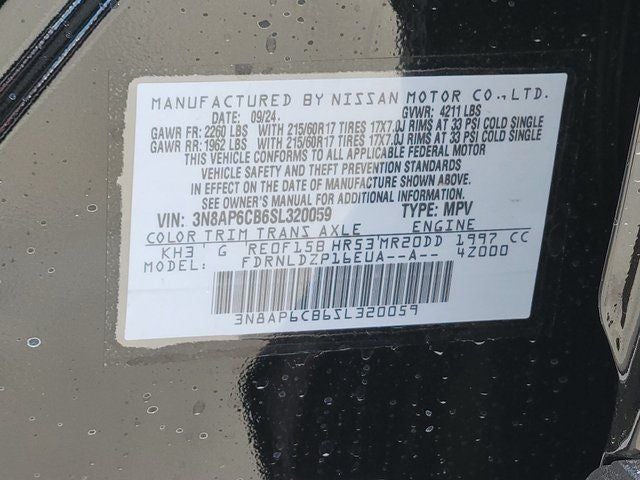 MANUFACTURED BY NISSAN MOTOR CO., LTD.
DATE: 09/24. GVWR: 4211 LBS
GAWR FR: 2260 LBS WITH 215/60R17 TIRES 17X7.0J RIMS AT 33 PSI COLD SINGLE
GAWR RR: 1962 LBS WITH 215/60R17 TIRES 17X7.0J RIMS AT 33 PSI COLD SINGLE
THIS VEHICLE CONFORMS TO ALL APPLICABLE FEDERAL MOTOR
VEHICLE SAFETY AND THEFT PREVENTION STANDARDS
IN EFFECT ON THE DATE OF MANUFACTURE SHOWN ABOVE.
SEE OWNER'S MANUAL FOR ADDITIONAL INFORMATION.
VIN: 3N8AP6CB6SL320059 TYPE: MPV
COLOR TRIM TRANS AXLE ENGINE
KH3 G RE0F15B HR53 MR20DD 1997 CC
MODEL: FDRNLDZP16EUA--A-- 4Z000
3N8AP6CB6SL320059